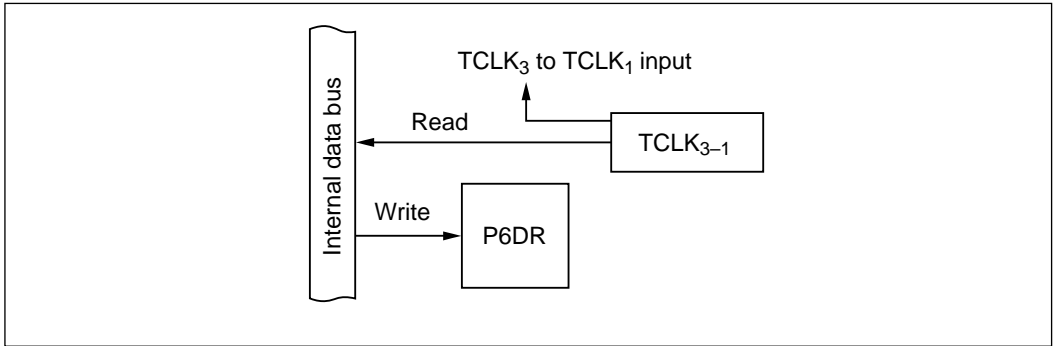 TCLK₃ to TCLK₁ input
Read
TCLK₃₋₁
Internal data bus
Write
P6DR